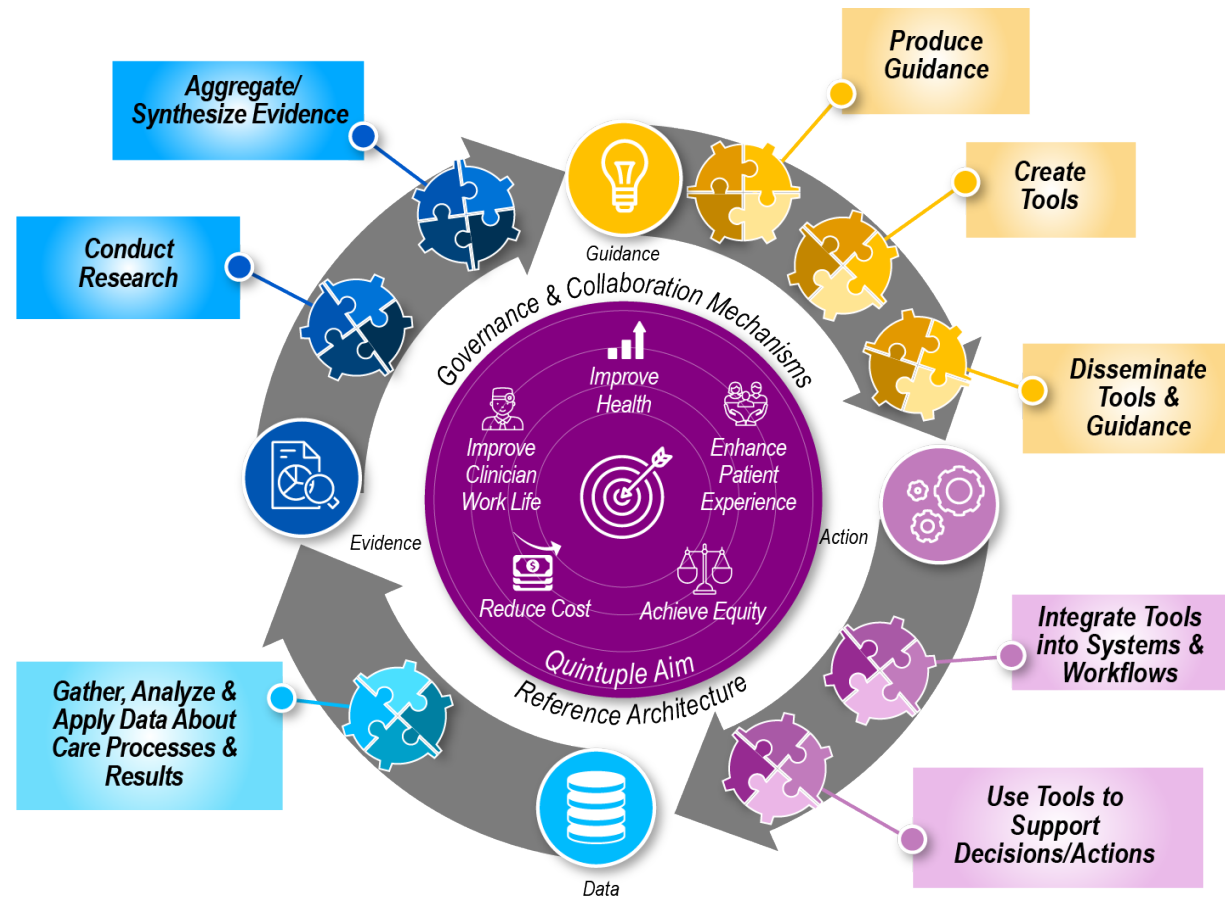 Produce
Guidance
Aggregate/
Synthesize Evidence
Create
Tools
Conduct
Research
Guidance
Governance & Collaboration Mechanisms
Disseminate
Tools &
Guidance
Improve
Health
Improve
Clinician
Work Life
Enhance
Patient
Experience
Evidence
Action
$
Reduce Cost
Achieve Equity
Quintuple Aim
Reference Architecture
Integrate Tools
into Systems &
Workflows
Gather, Analyze &
Apply Data About
Care Processes &
Results
Use Tools to
Support
Decisions/Actions
Data